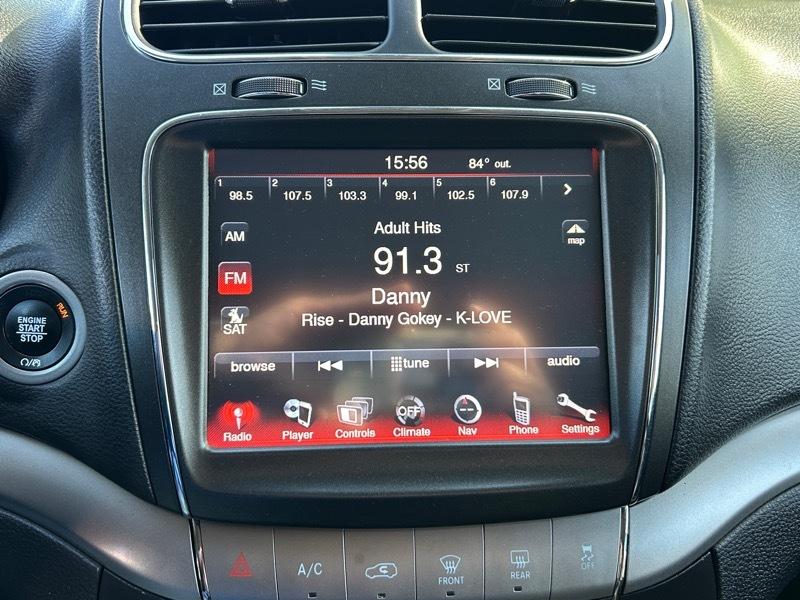 15:56 84° out.
1 2 3 4 5 6
98.5 107.5 103.3 99.1 102.5 107.9 >
AM
Adult Hits
map
FM
91.3 ST
Danny
SAT
Rise - Danny Gokey - K-LOVE
browse tune audio
Radio Player Controls OFF Climate Nav Phone Settings
ENGINE
START
STOP
RUN
A/C
FRONT
REAR
OFF